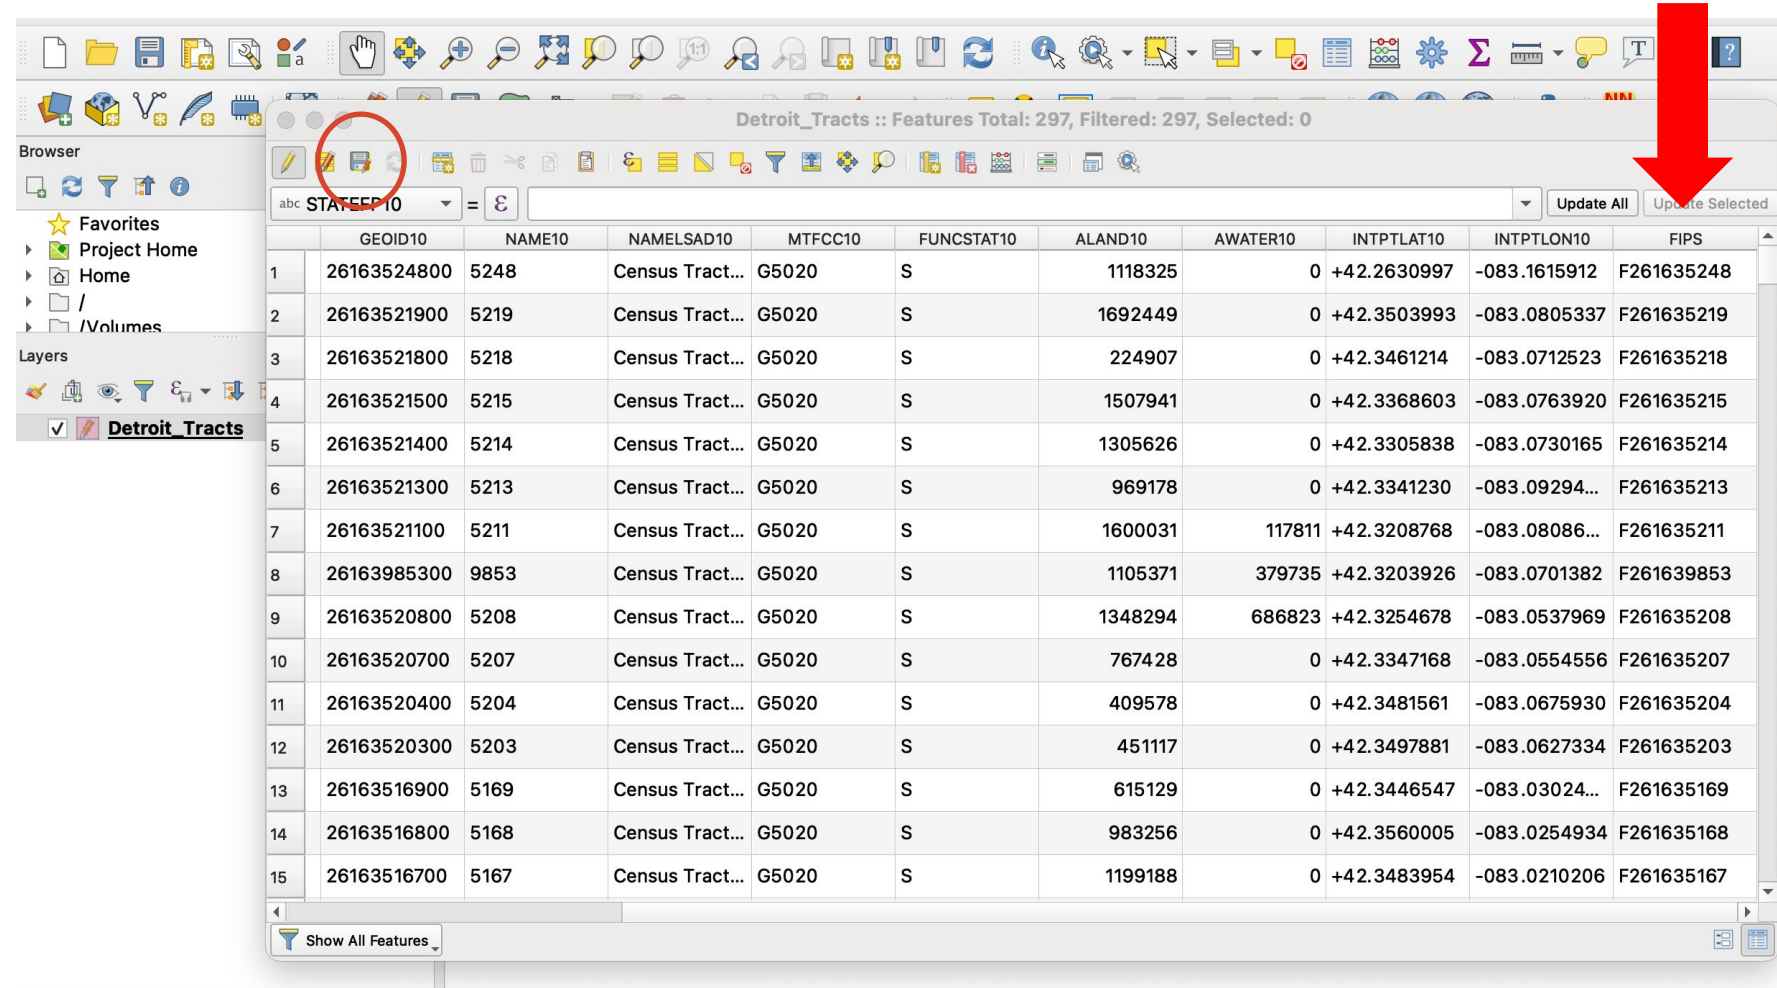 a
1:1
T
?
NN
Detroit_Tracts :: Features Total: 297, Filtered: 297, Selected: 0
Browser
Favorites
Project Home
Home
/
/Volumes
Layers
Detroit_Tracts
abc STATEFP10 = ε Update All Update Selected
GEOID10 NAME10 NAMELSAD10 MTFCC10 FUNCSTAT10 ALAND10 AWATER10 INTPTLAT10 INTPTLON10 FIPS
1 26163524800 5248 Census Tract... G5020 S 1118325 0 +42.2630997 -083.1615912 F261635248
2 26163521900 5219 Census Tract... G5020 S 1692449 0 +42.3503993 -083.0805337 F261635219
3 26163521800 5218 Census Tract... G5020 S 224907 0 +42.3461214 -083.0712523 F261635218
4 26163521500 5215 Census Tract... G5020 S 1507941 0 +42.3368603 -083.0763920 F261635215
5 26163521400 5214 Census Tract... G5020 S 1305626 0 +42.3305838 -083.0730165 F261635214
6 26163521300 5213 Census Tract... G5020 S 969178 0 +42.3341230 -083.09294... F261635213
7 26163521100 5211 Census Tract... G5020 S 1600031 117811 +42.3208768 -083.08086... F261635211
8 26163985300 9853 Census Tract... G5020 S 1105371 379735 +42.3203926 -083.0701382 F261639853
9 26163520800 5208 Census Tract... G5020 S 1348294 686823 +42.3254678 -083.0537969 F261635208
10 26163520700 5207 Census Tract... G5020 S 767428 0 +42.3347168 -083.0554556 F261635207
11 26163520400 5204 Census Tract... G5020 S 409578 0 +42.3481561 -083.0675930 F261635204
12 26163520300 5203 Census Tract... G5020 S 451117 0 +42.3497881 -083.0627334 F261635203
13 26163516900 5169 Census Tract... G5020 S 615129 0 +42.3446547 -083.03024... F261635169
14 26163516800 5168 Census Tract... G5020 S 983256 0 +42.3560005 -083.0254934 F261635168
15 26163516700 5167 Census Tract... G5020 S 1199188 0 +42.3483954 -083.0210206 F261635167
Show All Features